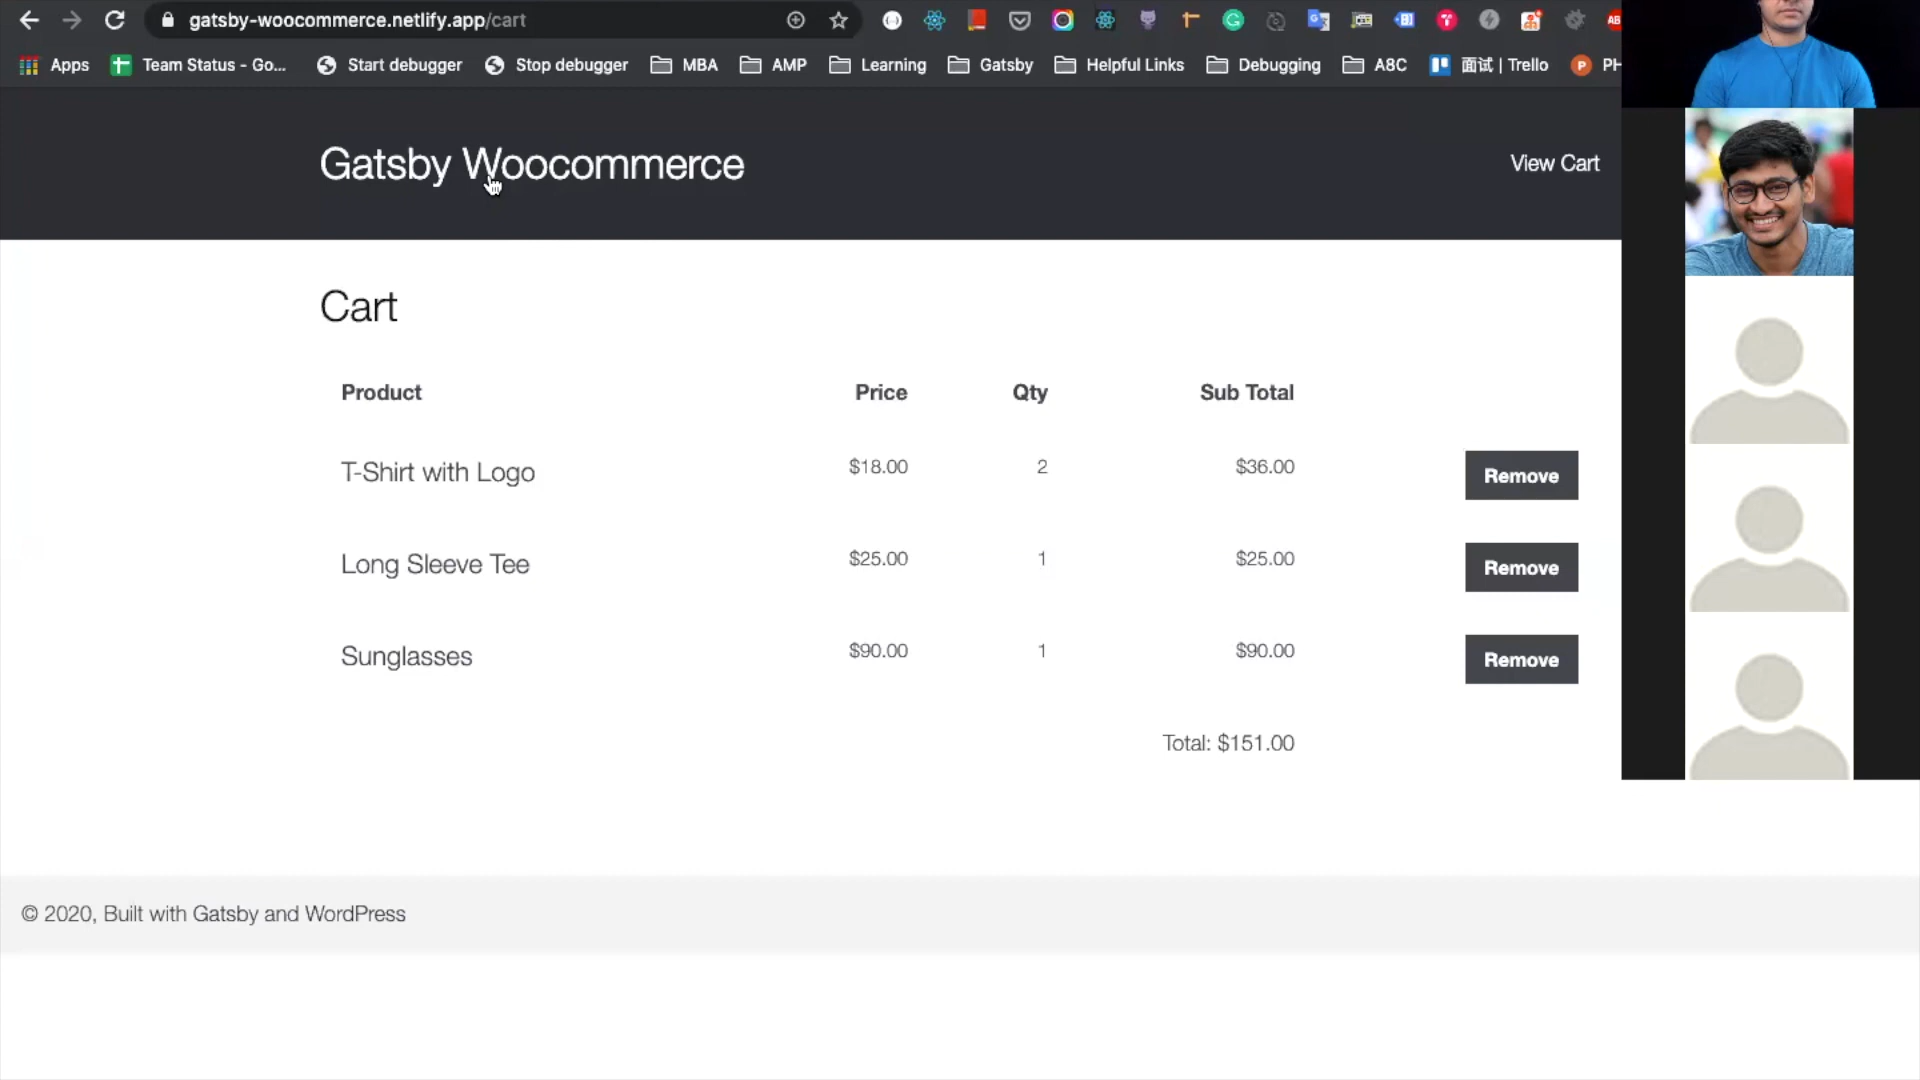 gatsby-woocommerce.netlify.app/cart
AB
Apps Team Status - Go... Start debugger Stop debugger MBA AMP Learning Gatsby Helpful Links Debugging A8C 面试 | Trello PH
Gatsby Woocommerce
View Cart
Cart
Product Price Qty Sub Total
T-Shirt with Logo $18.00 2 $36.00 Remove
Long Sleeve Tee $25.00 1 $25.00 Remove
Sunglasses $90.00 1 $90.00 Remove
Total: $151.00
© 2020, Built with Gatsby and WordPress